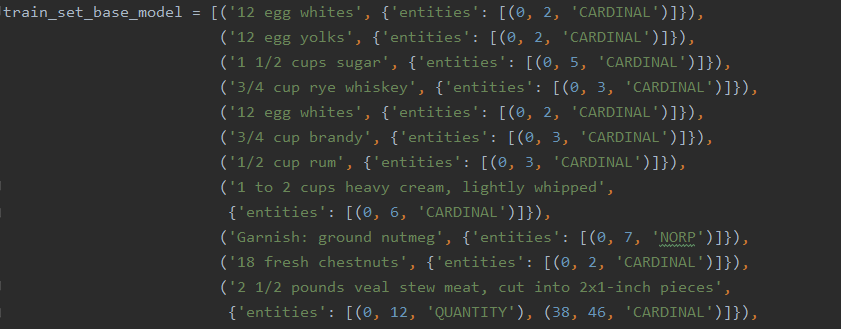 train_set_base_model = [('12 egg whites', {'entities': [(0, 2, 'CARDINAL')]}),
('12 egg yolks', {'entities': [(0, 2, 'CARDINAL')]}),
('1 1/2 cups sugar', {'entities': [(0, 5, 'CARDINAL')]}),
('3/4 cup rye whiskey', {'entities': [(0, 3, 'CARDINAL')]}),
('12 egg whites', {'entities': [(0, 2, 'CARDINAL')]}),
('3/4 cup brandy', {'entities': [(0, 3, 'CARDINAL')]}),
('1/2 cup rum', {'entities': [(0, 3, 'CARDINAL')]}),
('1 to 2 cups heavy cream, lightly whipped',
{'entities': [(0, 6, 'CARDINAL')]}),
('Garnish: ground nutmeg', {'entities': [(0, 7, 'NORP')]}),
('18 fresh chestnuts', {'entities': [(0, 2, 'CARDINAL')]}),
('2 1/2 pounds veal stew meat, cut into 2x1-inch pieces',
{'entities': [(0, 12, 'QUANTITY'), (38, 46, 'CARDINAL')]}),